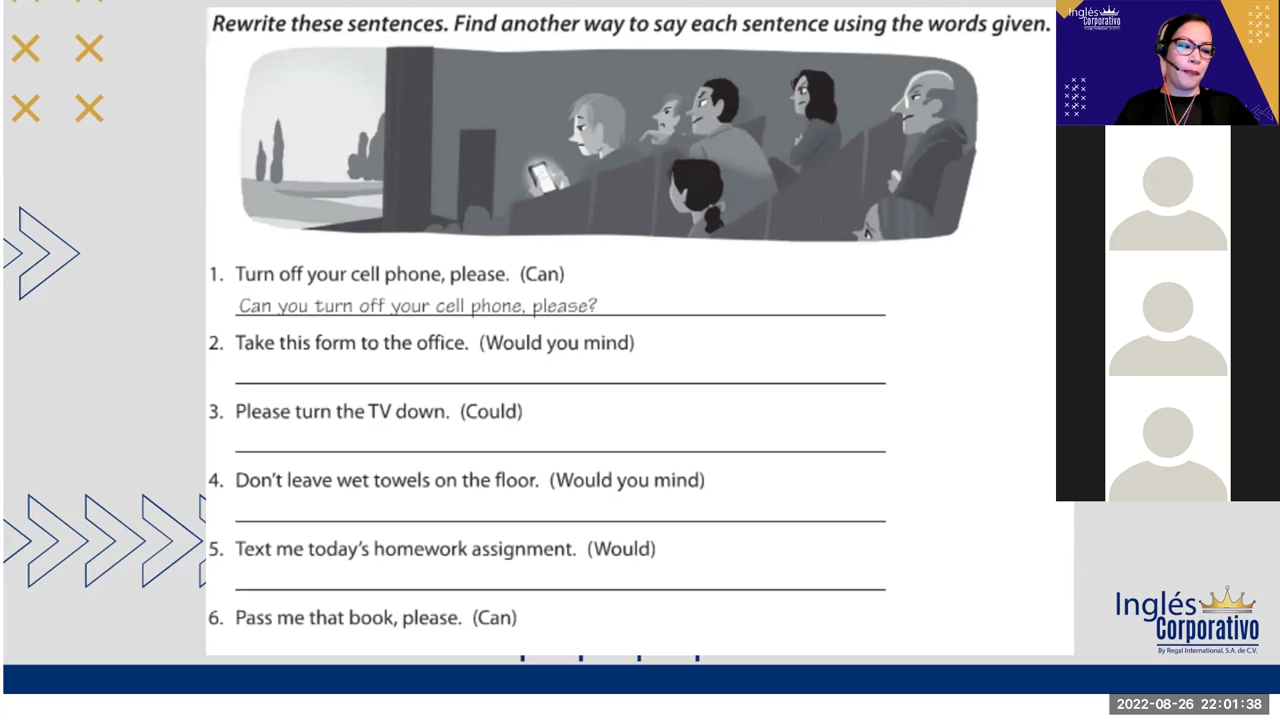 Rewrite these sentences. Find another way to say each sentence using the words given.
1. Turn off your cell phone, please. (Can)
Can you turn off your cell phone, please?
2. Take this form to the office. (Would you mind)
3. Please turn the TV down. (Could)
4. Don't leave wet towels on the floor. (Would you mind)
5. Text me today's homework assignment. (Would)
6. Pass me that book, please. (Can)
Inglés
Corporativo
Inglés
Corporativo
By Regal International, S.A. de C.V.
2022-08-26 22:01:38